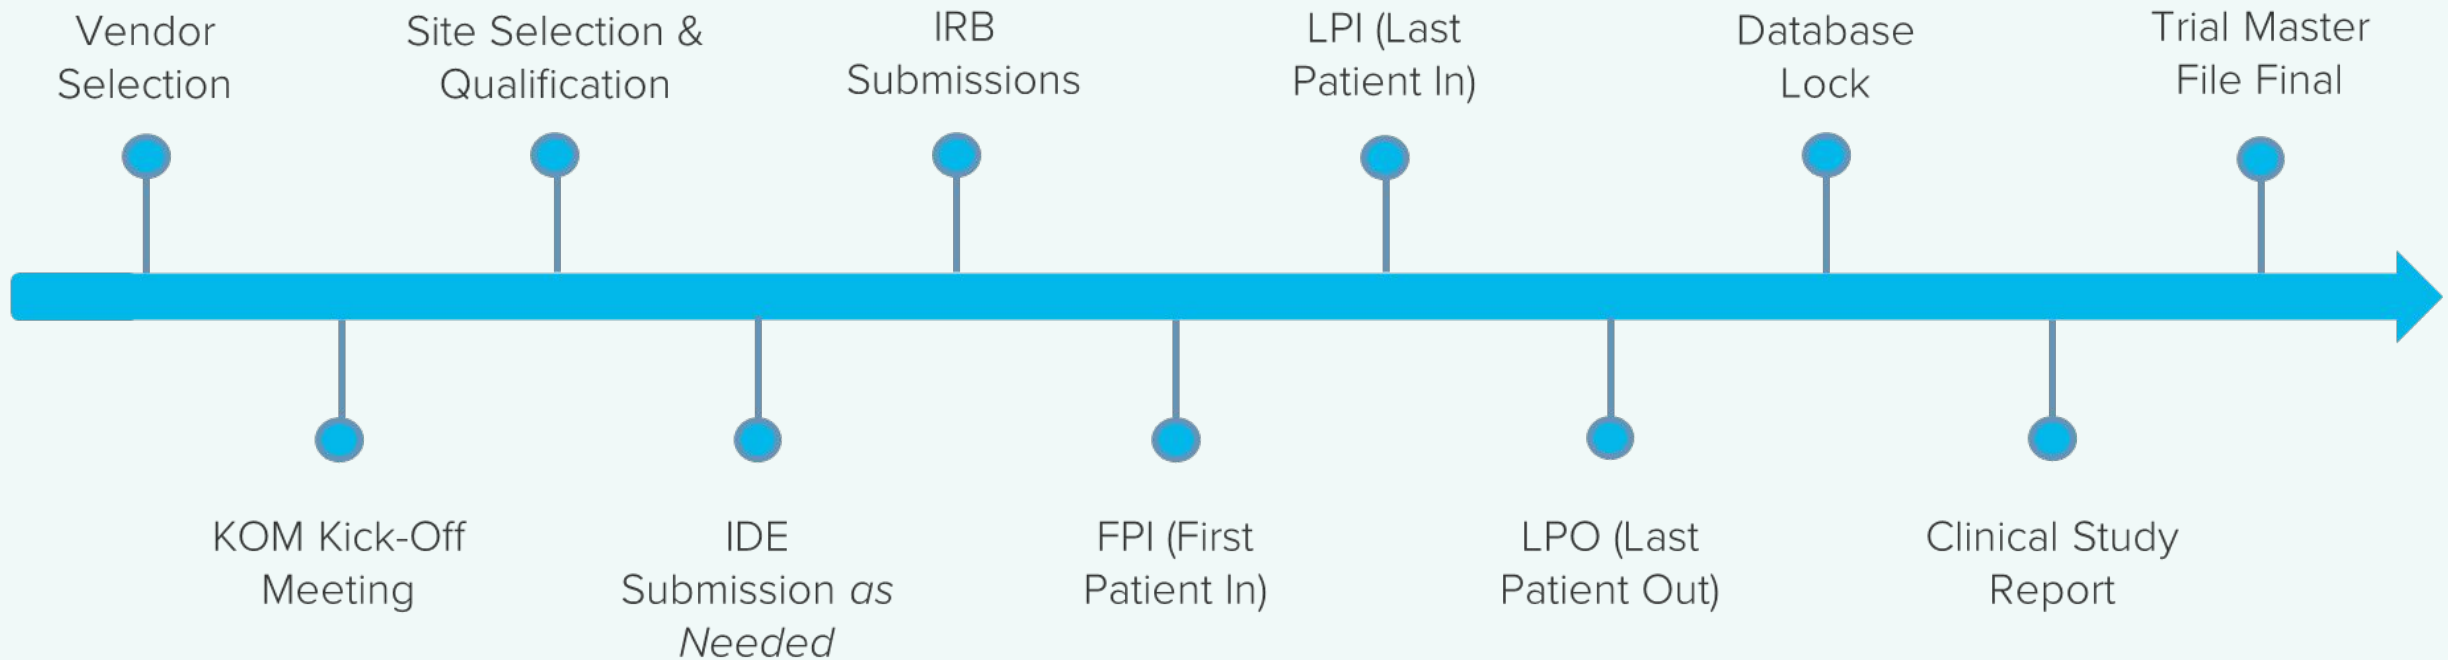 Vendor
Selection
Site Selection &
Qualification
IRB
Submissions
LPI (Last
Patient In)
Database
Lock
Trial Master
File Final
KOM Kick-Off
Meeting
IDE
Submission as
Needed
FPI (First
Patient In)
LPO (Last
Patient Out)
Clinical Study
Report